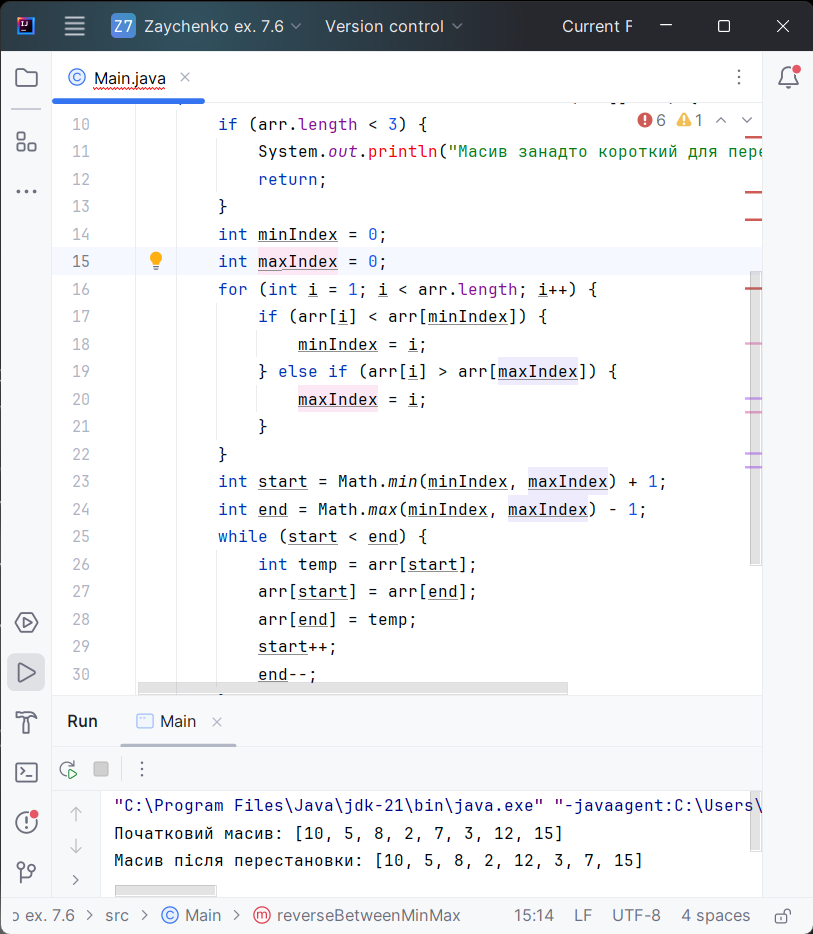 Z7 Zaychenko ex. 7.6 Version control Current F
Main.java
6 1
10 if (arr.length < 3) {
11 System.out.println("Масив занадто короткий для пере
12 return;
13 }
14 int minIndex = 0;
15 int maxIndex = 0;
16 for (int i = 1; i < arr.length; i++) {
17 if (arr[i] < arr[minIndex]) {
18 minIndex = i;
19 } else if (arr[i] > arr[maxIndex]) {
20 maxIndex = i;
21 }
22 }
23 int start = Math.min(minIndex, maxIndex) + 1;
24 int end = Math.max(minIndex, maxIndex) - 1;
25 while (start < end) {
26 int temp = arr[start];
27 arr[start] = arr[end];
28 arr[end] = temp;
29 start++;
30 end--;
Run Main
"C:\Program Files\Java\jdk-21\bin\java.exe" "-javaagent:C:\Users\
Початковий масив: [10, 5, 8, 2, 7, 3, 12, 15]
Масив після перестановки: [10, 5, 8, 2, 12, 3, 7, 15]
o ex. 7.6 > src > Main > reverseBetweenMinMax 15:14 LF UTF-8 4 spaces